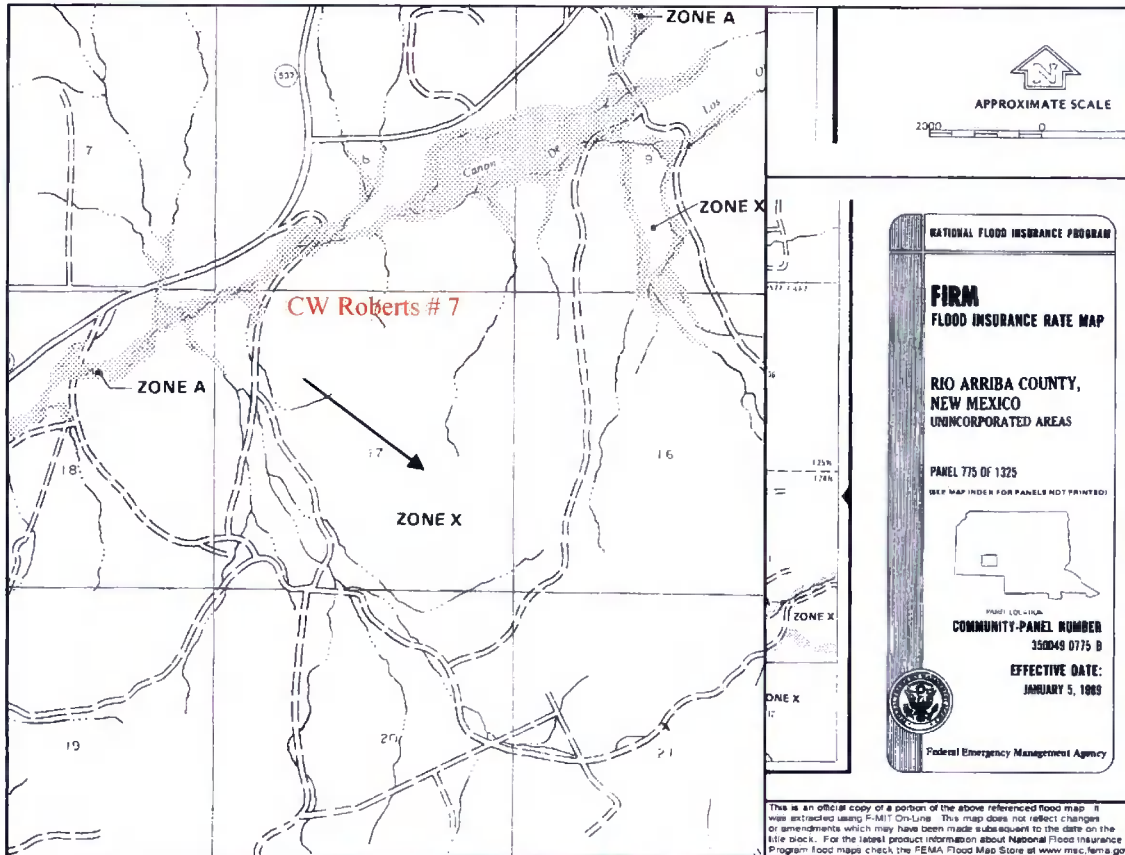 ZONE A
537
7
8
9
Canon
De
Los
ZONE X
CW Roberts # 7
ZONE A
18
17
16
ZONE X
19
20
21
APPROXIMATE SCALE
2000 0
ZONE X
NATIONAL FLOOD INSURANCE PROGRAM
FIRM
FLOOD INSURANCE RATE MAP
RIO ARRIBA COUNTY,
NEW MEXICO
UNINCORPORATED AREAS
PANEL 775 OF 1325
(SEE MAP INDEX FOR PANELS NOT PRINTED)
PANEL LOCATION
COMMUNITY-PANEL NUMBER
350049 0775 B
EFFECTIVE DATE:
JANUARY 5, 1989
Federal Emergency Management Agency
This is an official copy of a portion of the above referenced flood map. It
was extracted using F-MIT On-Line. This map does not reflect changes
or amendments which may have been made subsequent to the date on the
title block. For the latest product information about National Flood Insurance
Program flood maps check the FEMA Flood Map Store at www.msc.fema.gov